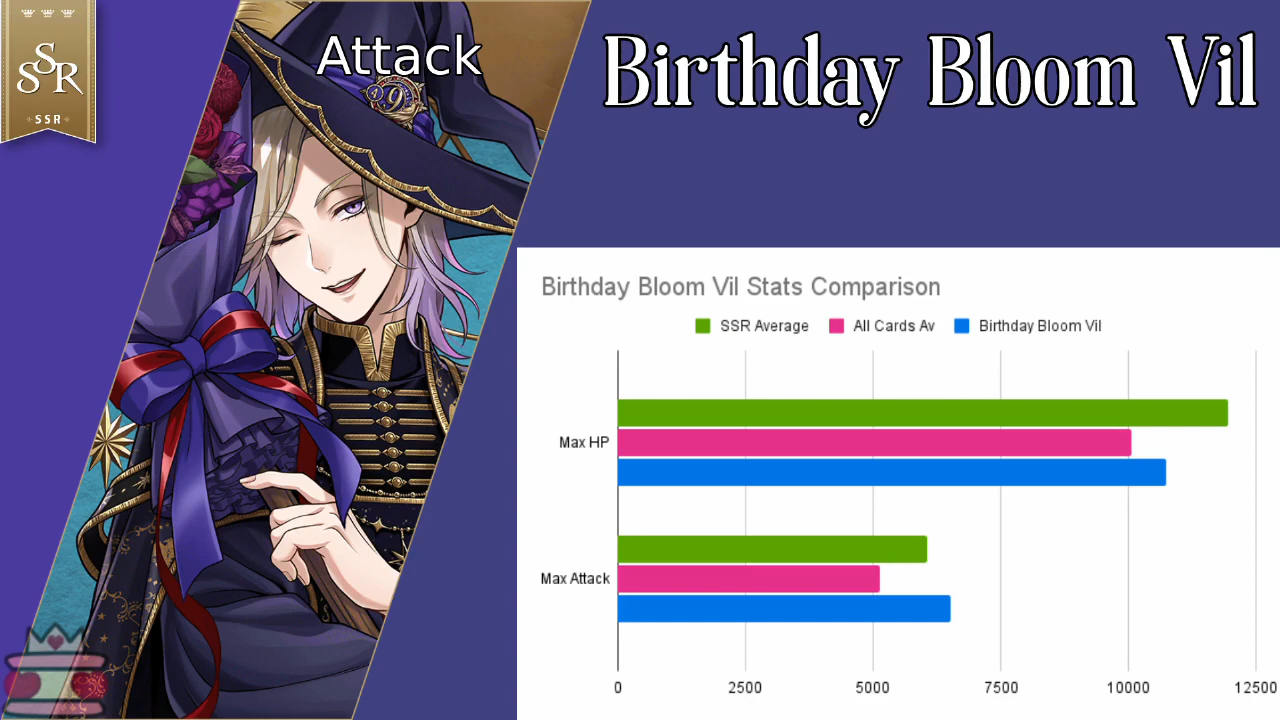 SSR
SSR
Attack
A 9
Birthday Bloom Vil
Birthday Bloom Vil Stats Comparison
SSR Average
All Cards Av
Birthday Bloom Vil
Max HP
Max Attack
0
2500
5000
7500
10000
12500